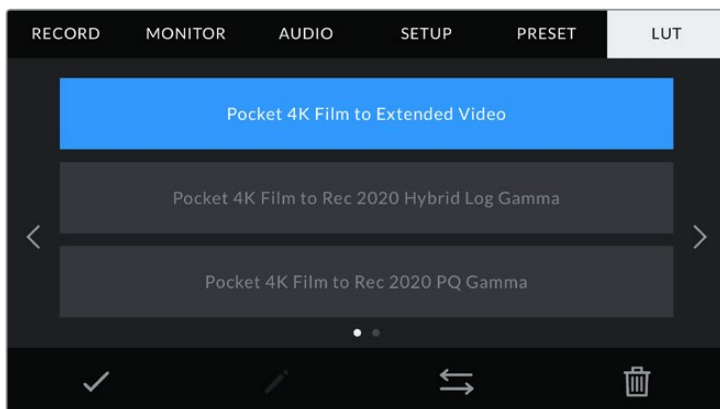 RECORD MONITOR AUDIO SETUP PRESET LUT
Pocket 4K Film to Extended Video
Pocket 4K Film to Rec 2020 Hybrid Log Gamma
Pocket 4K Film to Rec 2020 PQ Gamma